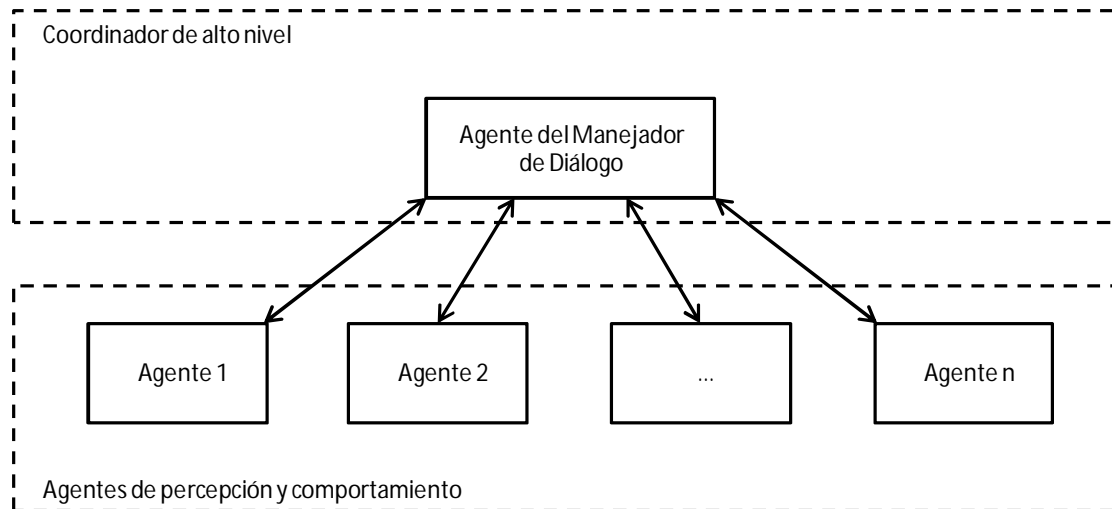 Coordinador de alto nivel
Agente del Manejador
de Diálogo
Agente 1
Agente 2
...
Agente n
Agentes de percepción y comportamiento